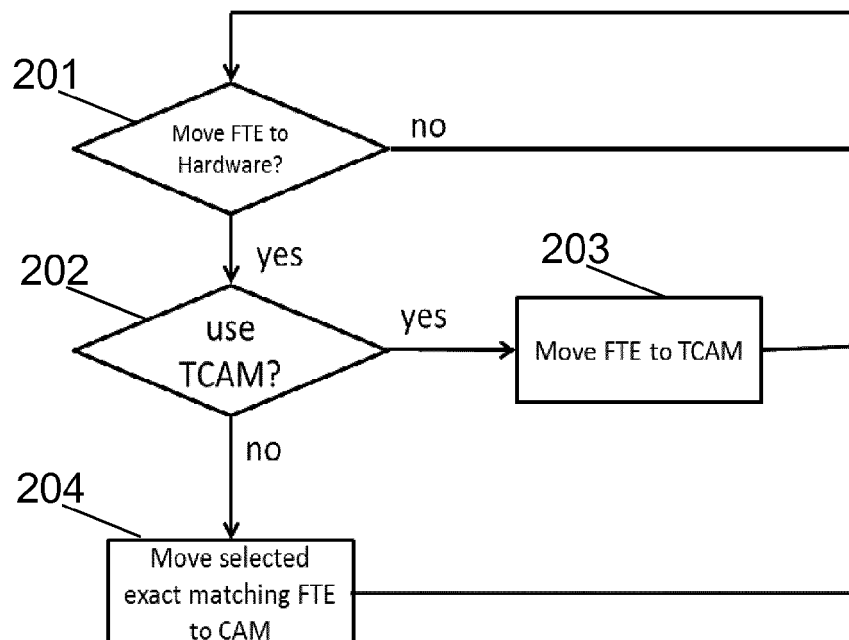 201
Move FTE to
Hardware?
no
yes
202
use
TCAM?
yes
203
Move FTE to TCAM
no
204
Move selected
exact matching FTE
to CAM